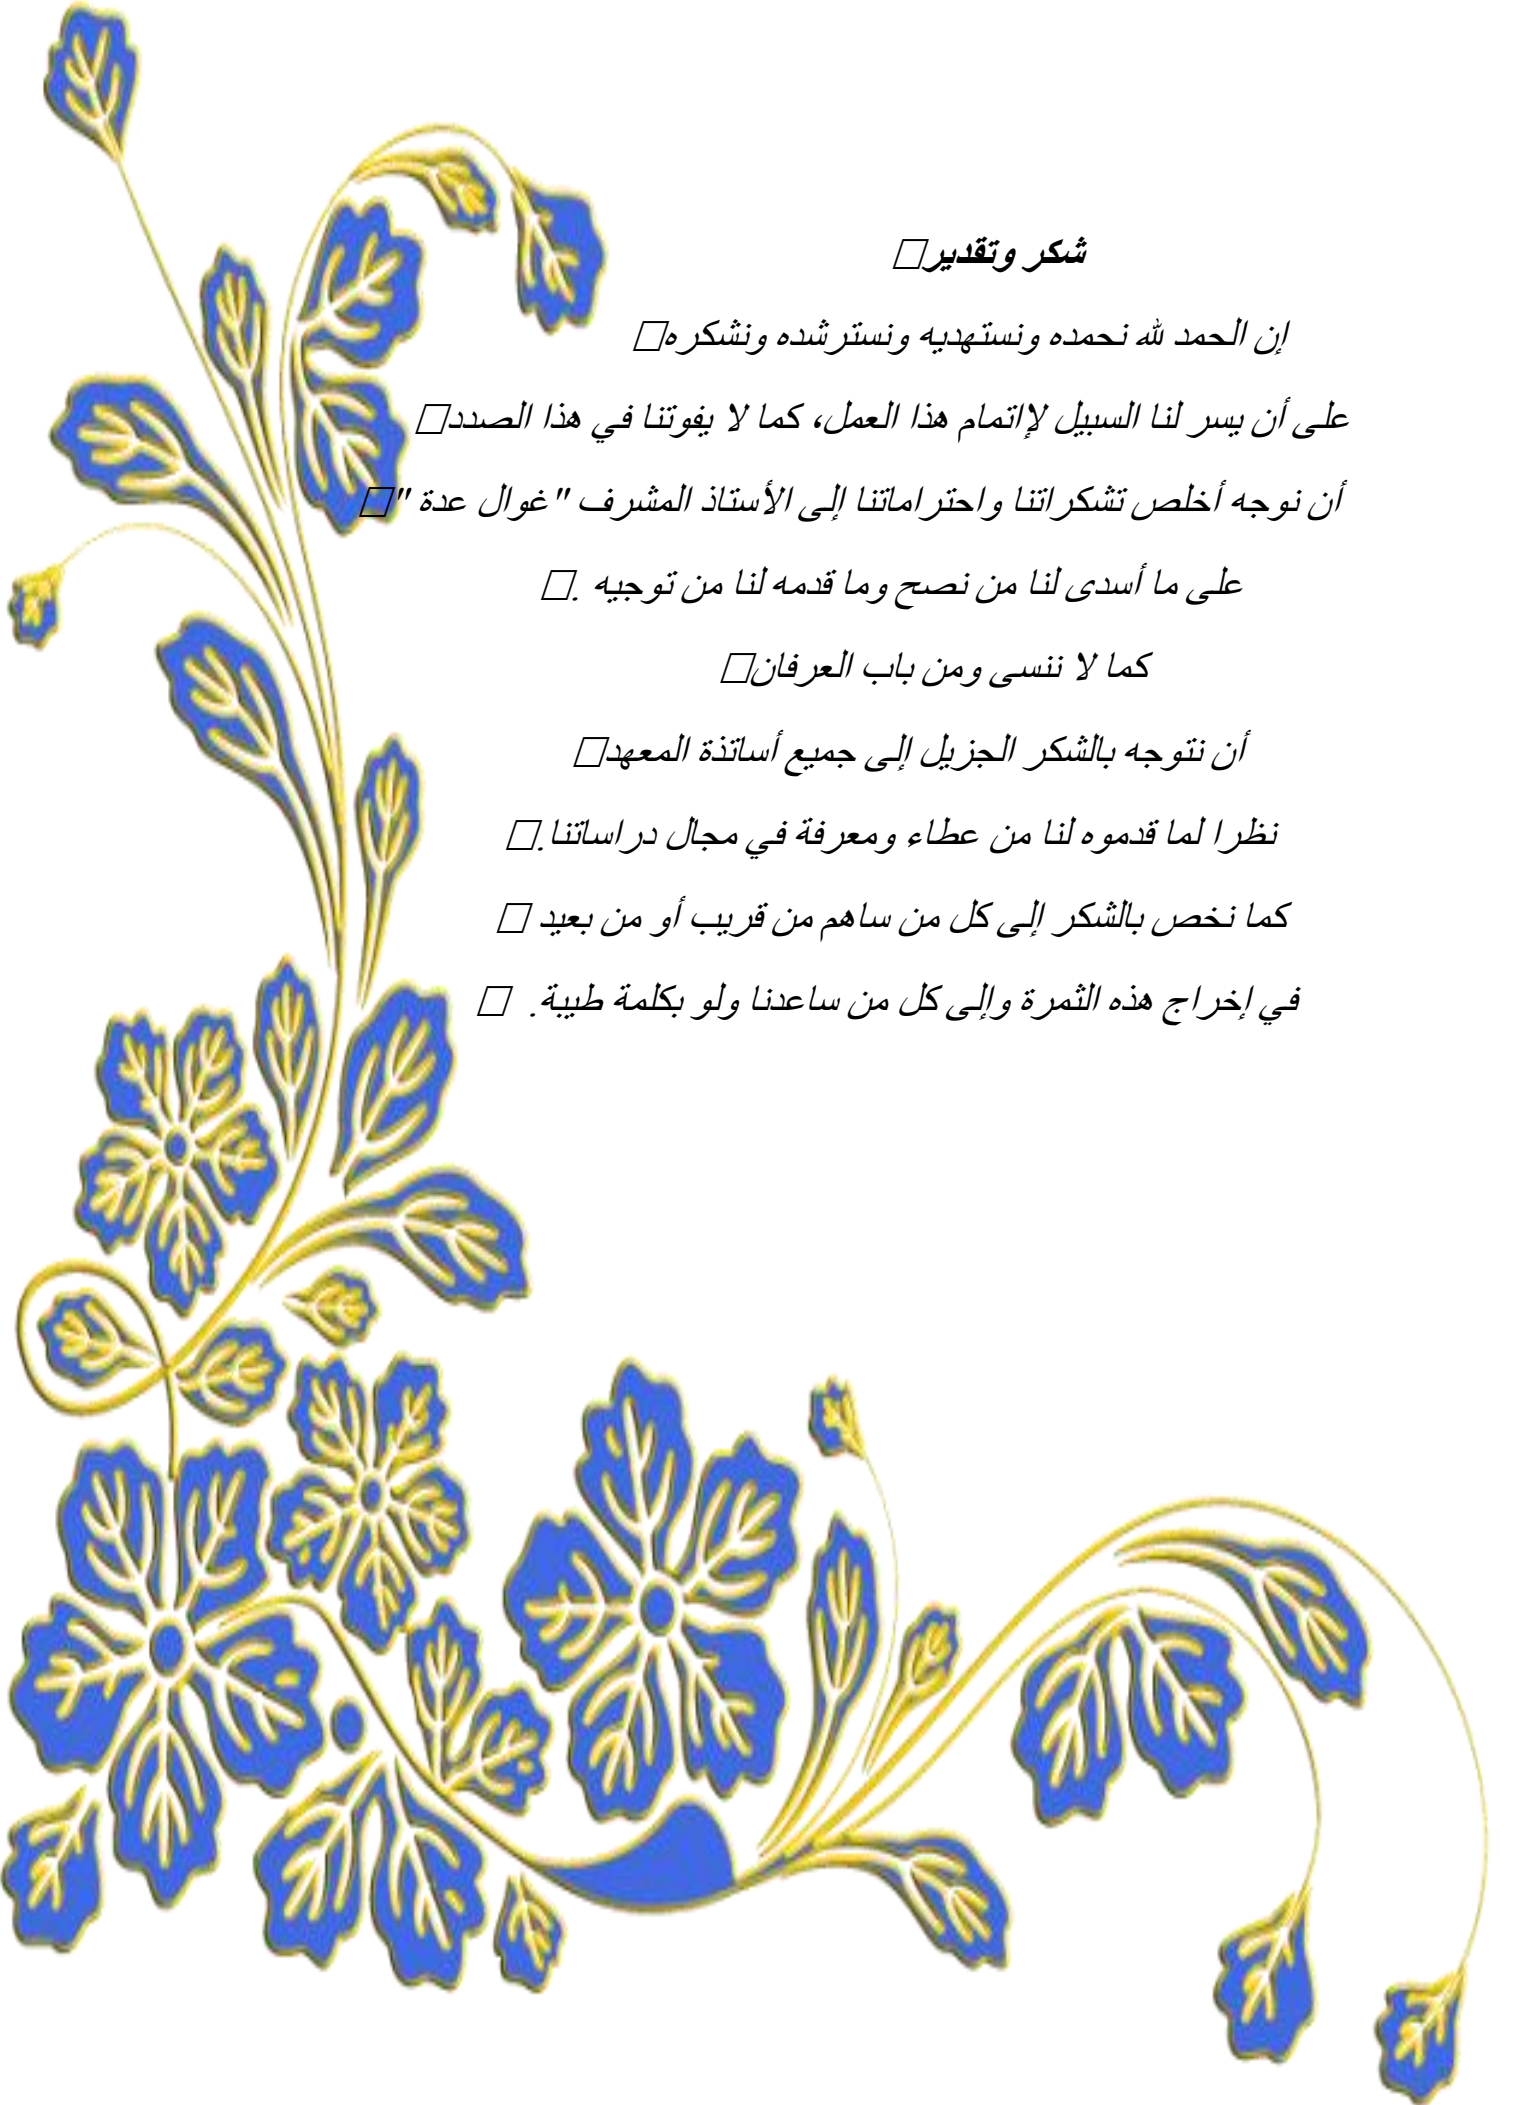 شكر وتقدير
إن الحمد لله نحمده ونستهديه ونسترشده ونشكره
على أن يسر لنا السبيل لإاتمام هذا العمل، كما لا يفوتنا في هذا الصدد
أن نوجه أخلص تشكراتنا واحتراماتنا إلى الأستاذ المشرف "غوال عدة "
على ما أسدى لنا من نصح وما قدمه لنا من توجيه .
كما لا ننسى ومن باب العرفان
أن نتوجه بالشكر الجزيل إلى جميع أساتذة المعهد
نظرا لما قدموه لنا من عطاء ومعرفة في مجال دراساتنا.
كما نخص بالشكر إلى كل من ساهم من قريب أو من بعيد
في إخراج هذه الثمرة وإلى كل من ساعدنا ولو بكلمة طيبة.